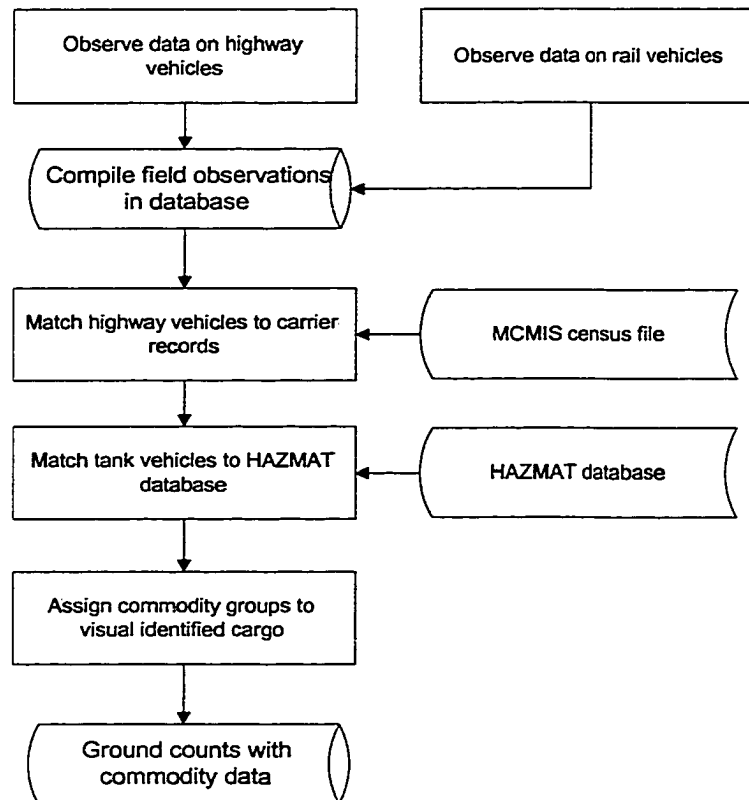 Observe data on highway
vehicles
Observe data on rail vehicles
Compile field observations
in database
Match highway vehicles to carrier
records
MCMIS census file
Match tank vehicles to HAZMAT
database
HAZMAT database
Assign commodity groups to
visual identified cargo
Ground counts with
commodity data